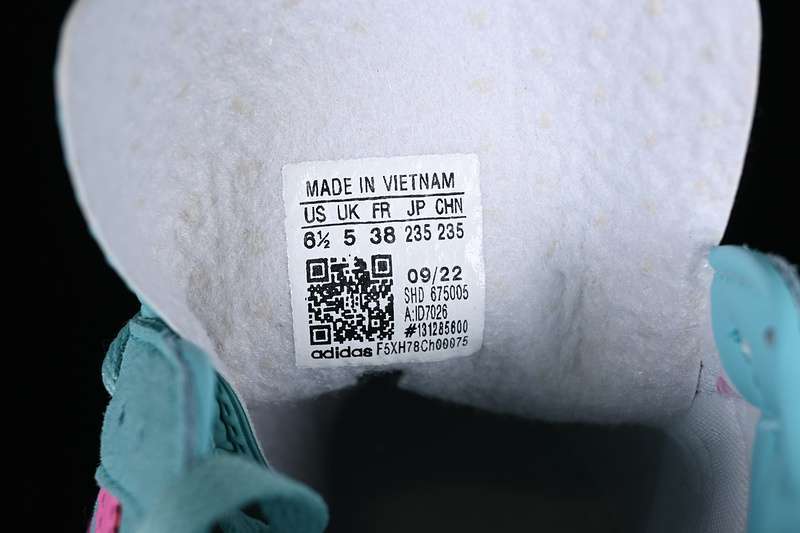 MADE IN VIETNAM
US UK FR JP CHN
6½ 5 38 235 235
09/22
SHD 675005
A:ID7026
#131285600
adidas F5XH78Ch00075